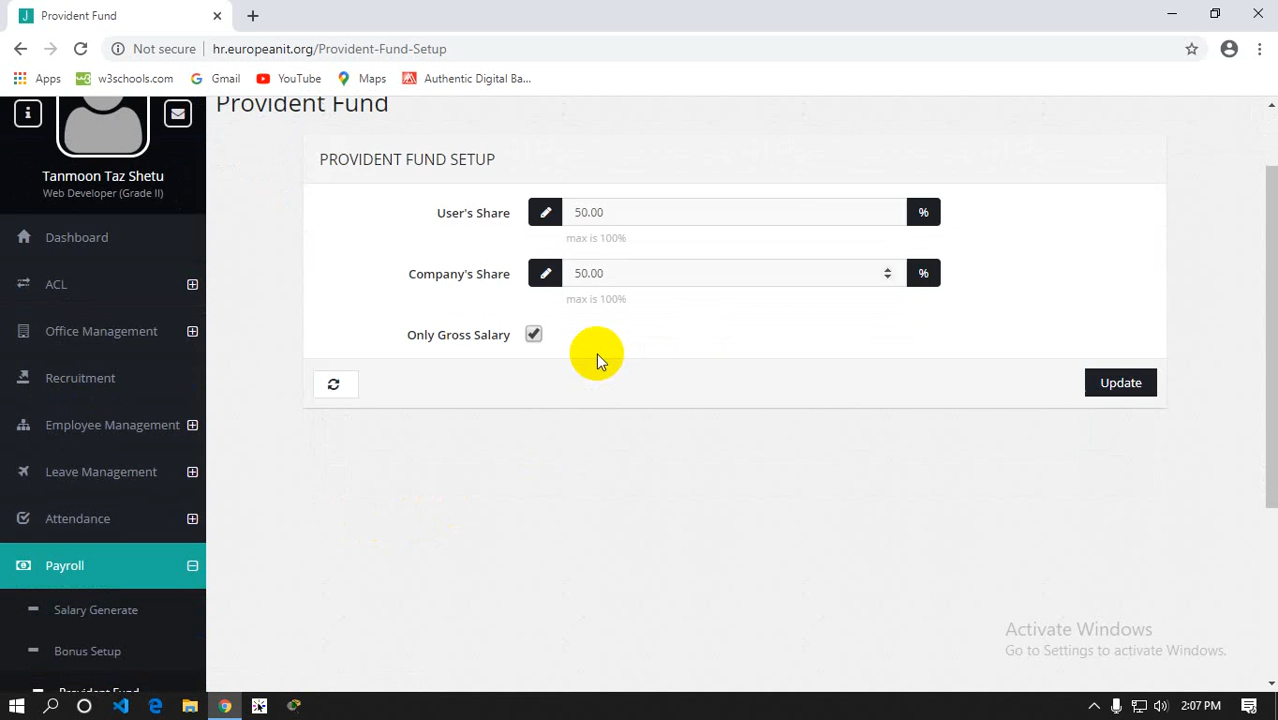 Provident Fund
Not secure
hr.europeanit.org/Provident-Fund-Setup
Apps
w3schools.com
Gmail
YouTube
Maps
Authentic Digital Ba...
Provident Fund
Tanmoon Taz Shetu
Web Developer (Grade II)
Dashboard
ACL
Office Management
Recruitment
Employee Management
Leave Management
Attendance
Payroll
Salary Generate
Bonus Setup
Provident Fund
PROVIDENT FUND SETUP
User's Share
50.00
%
max is 100%
Company's Share
50.00
%
max is 100%
Only Gross Salary
Update
Activate Windows
Go to Settings to activate Windows.
2:07 PM